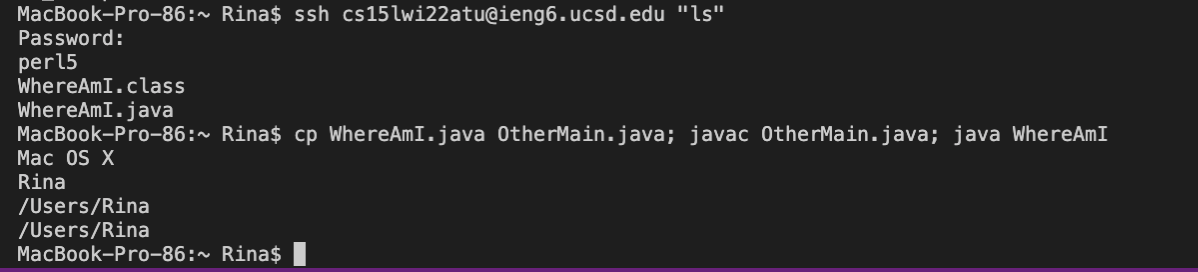 MacBook-Pro-86:~ Rina$ ssh cs15lwi22atu@ieng6.ucsd.edu "ls"
Password:
perl5
WhereAmI.class
WhereAmI.java
MacBook-Pro-86:~ Rina$ cp WhereAmI.java OtherMain.java; javac OtherMain.java; java WhereAmI
Mac OS X
Rina
/Users/Rina
/Users/Rina
MacBook-Pro-86:~ Rina$